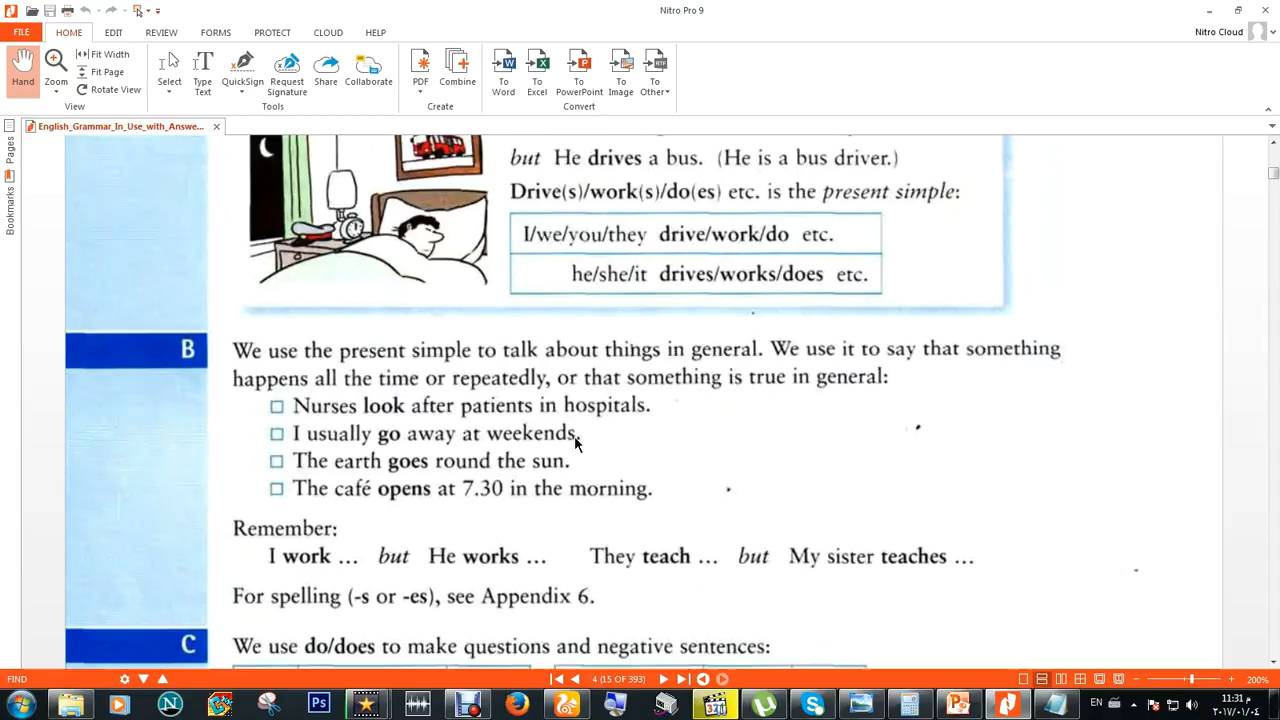 Nitro Pro 9
FILE HOME EDIT REVIEW FORMS PROTECT CLOUD HELP Nitro Cloud
Hand Zoom Fit Width Fit Page Rotate View
Select Type Text QuickSign Request Signature Share Collaborate
PDF Combine To Word To Excel To PowerPoint To Image To Other
View Tools Create Convert
English_Grammar_In_Use_with_Answe...
Pages
Bookmarks
but He drives a bus. (He is a bus driver.)
Drive(s)/work(s)/do(es) etc. is the present simple:
I/we/you/they drive/work/do etc.
he/she/it drives/works/does etc.
B
We use the present simple to talk about things in general. We use it to say that something
happens all the time or repeatedly, or that something is true in general:
Nurses look after patients in hospitals.
I usually go away at weekends.
The earth goes round the sun.
The café opens at 7.30 in the morning.
Remember:
I work ... but He works ... They teach ... but My sister teaches ...
For spelling (-s or -es), see Appendix 6.
C
We use do/does to make questions and negative sentences:
FIND 4 (15 OF 393) 200%
Ps 321 EN 11:31 م
٢٠١٧/٠١/٠٤